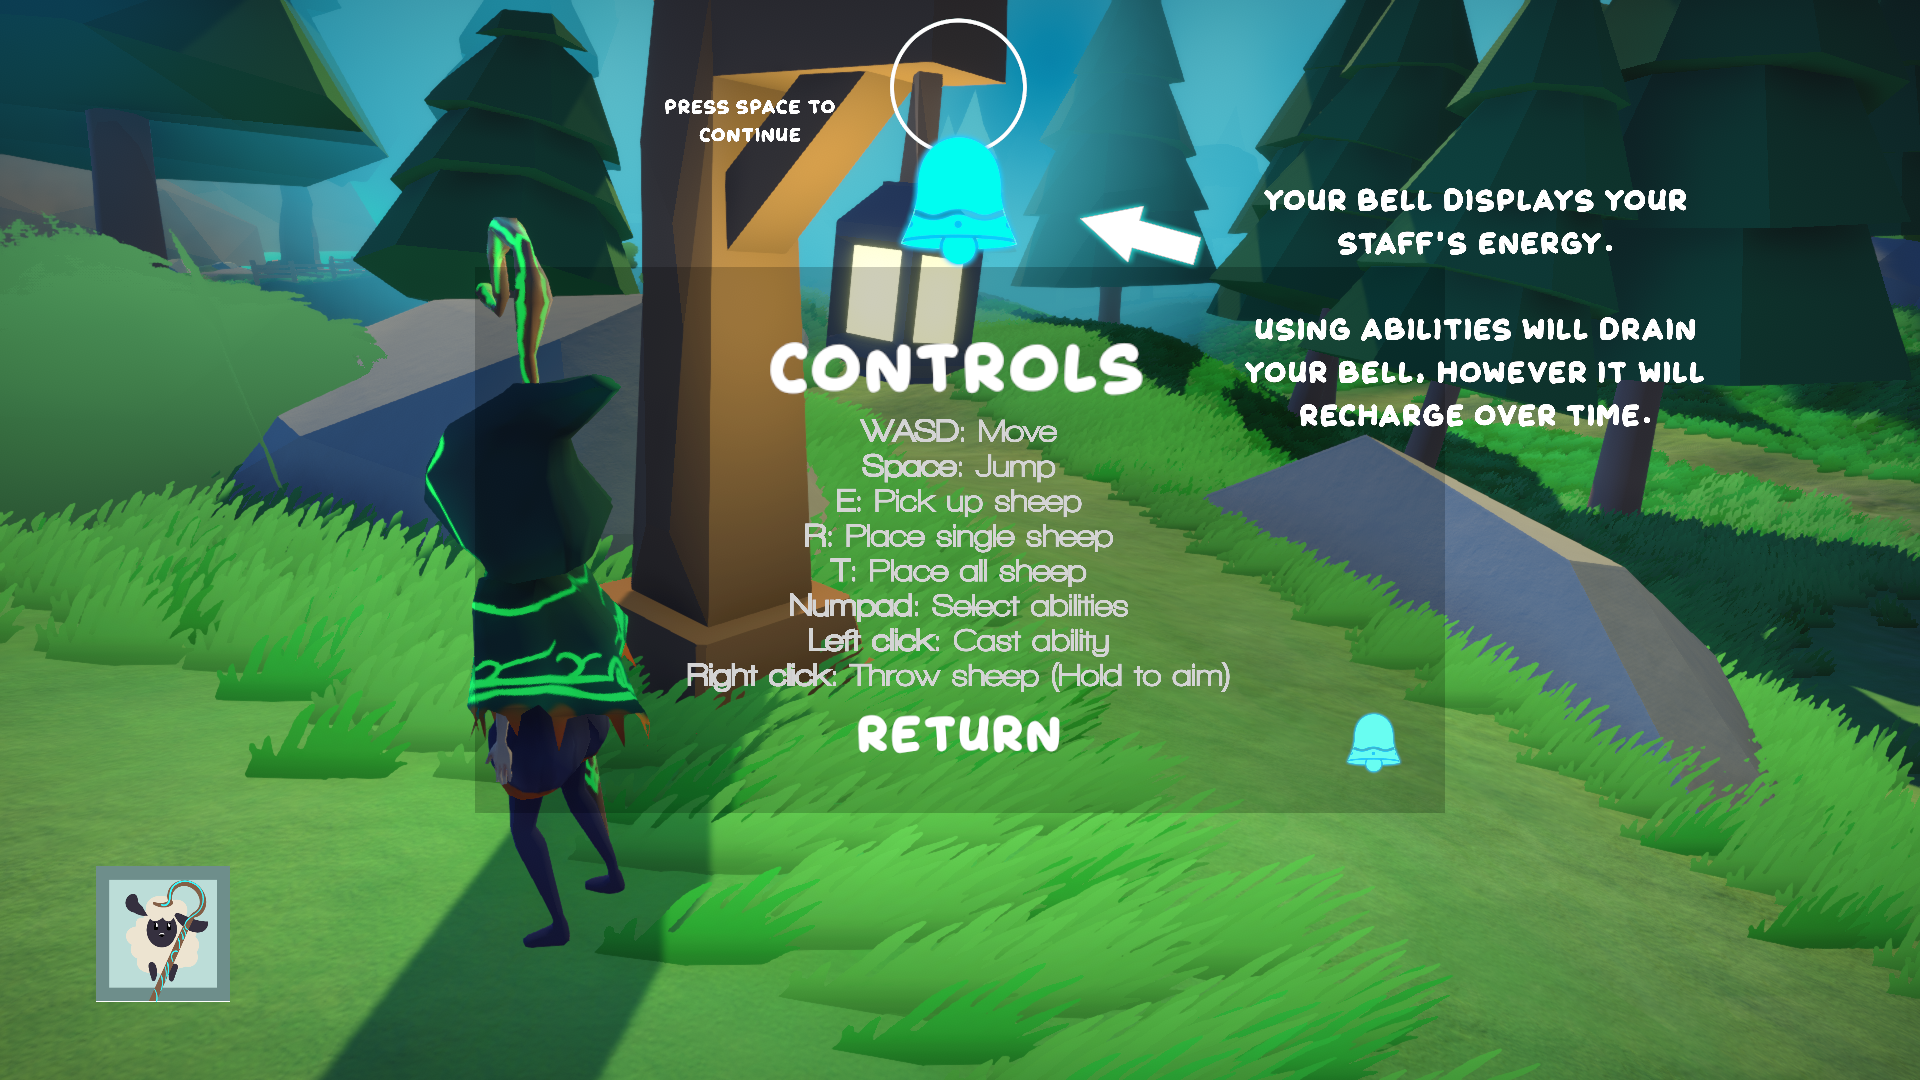 PRESS SPACE TO
CONTINUE
YOUR BELL DISPLAYS YOUR
STAFF'S ENERGY.
USING ABILITIES WILL DRAIN
YOUR BELL, HOWEVER IT WILL
RECHARGE OVER TIME.
CONTROLS
WASD: Move
Space: Jump
E: Pick up sheep
R: Place single sheep
T: Place all sheep
Numpad: Select abilities
Left click: Cast ability
Right click: Throw sheep (Hold to aim)
RETURN